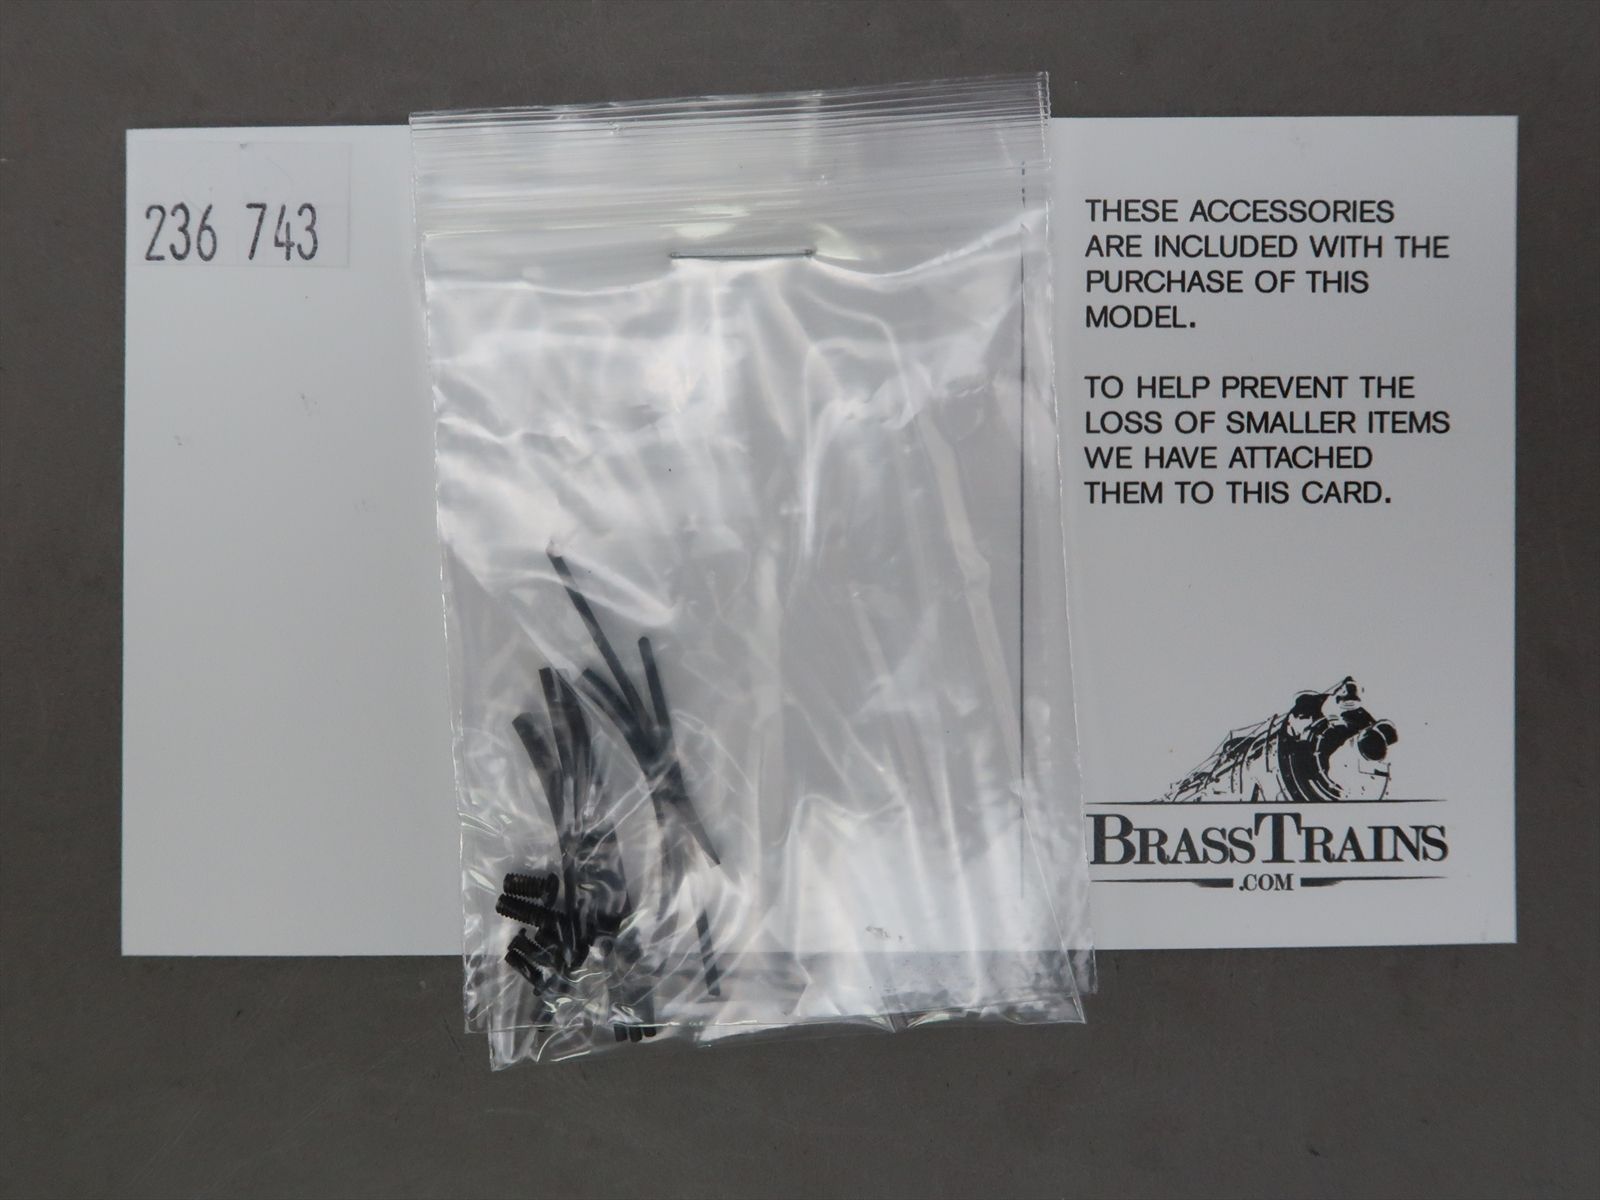 236 743
THESE ACCESSORIES
ARE INCLUDED WITH THE
PURCHASE OF THIS
MODEL.
TO HELP PREVENT THE
LOSS OF SMALLER ITEMS
WE HAVE ATTACHED
THEM TO THIS CARD.
BRASSTRAINS
.COM